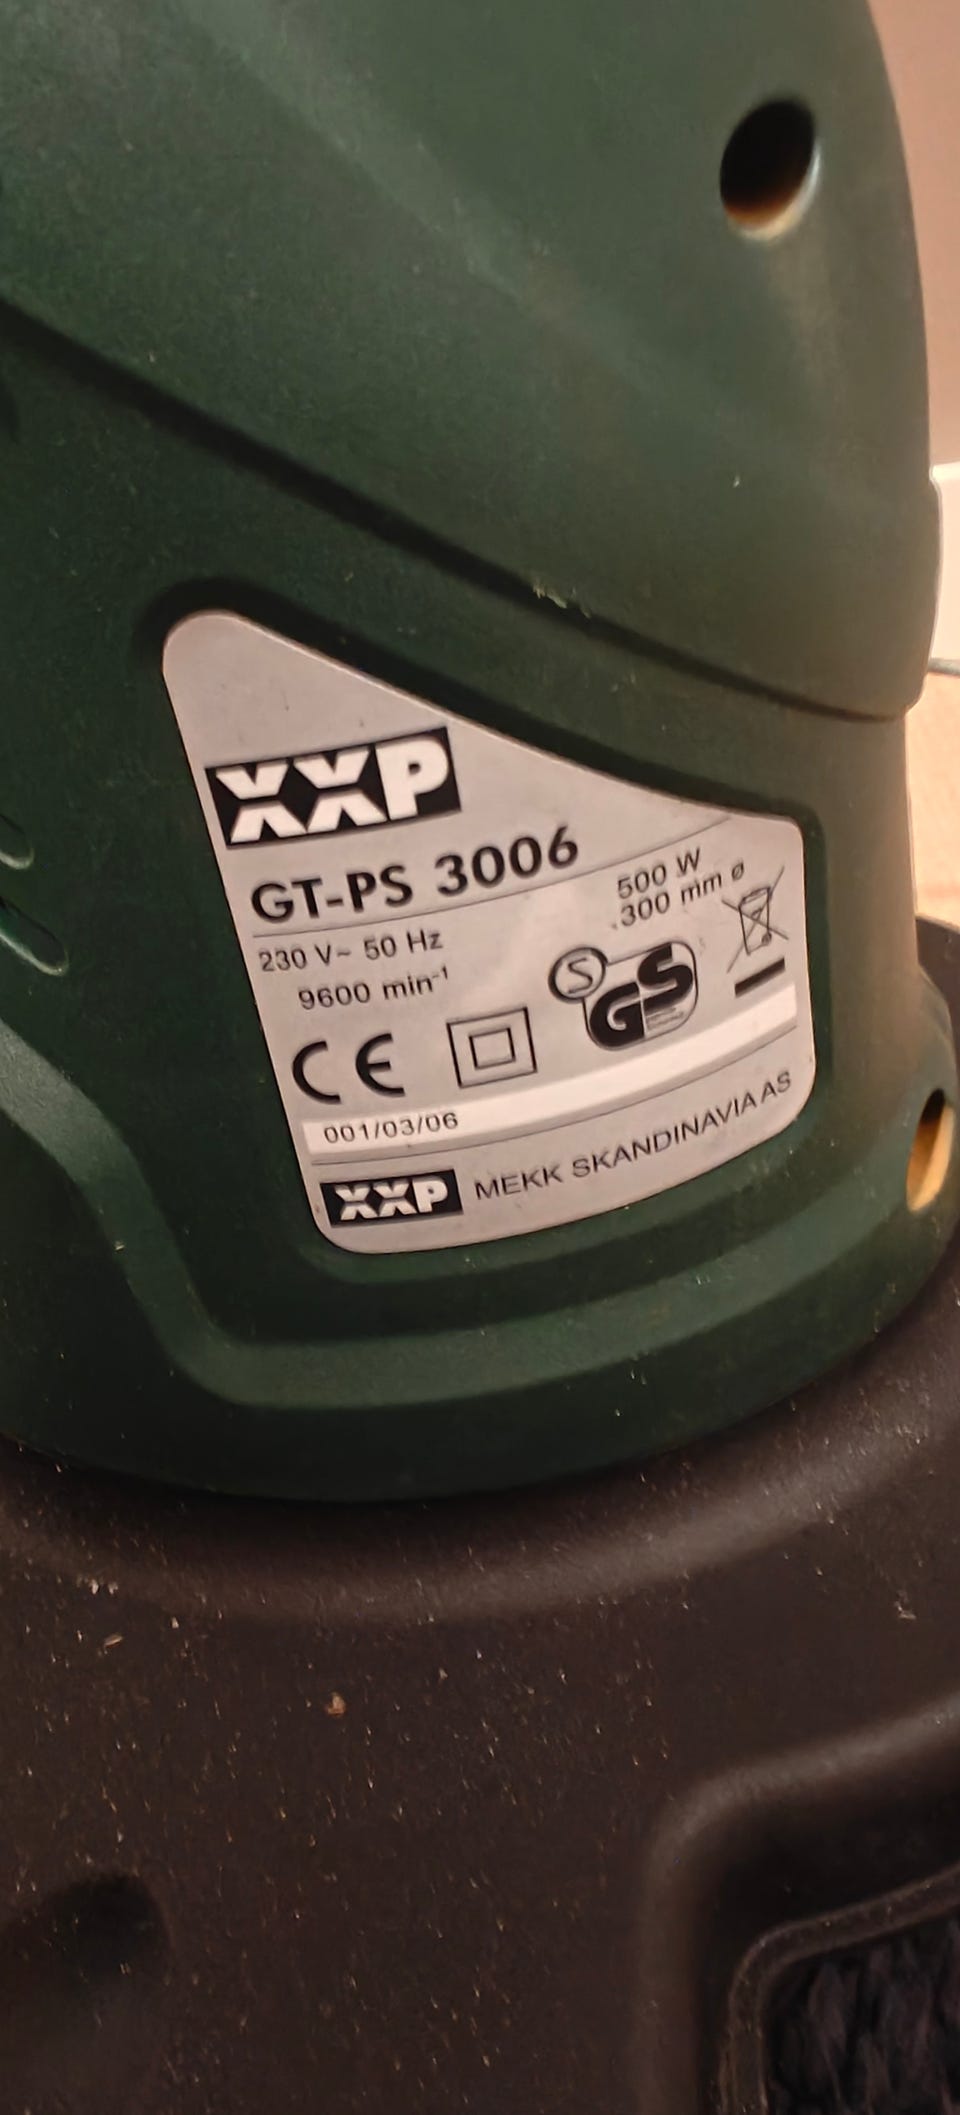 XXP
GT-PS 3006
500 W
300 mm ø
230 V~ 50 Hz
9600 min⁻¹
S
GS
CE
001/03/06
XXP MEKK SKANDINAVIA AS